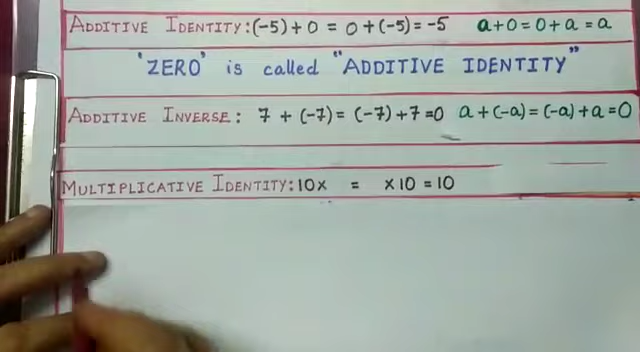 ADDITIVE IDENTITY: (-5) + 0 = 0 + (-5) = -5 a + 0 = 0 + a = a
'ZERO' is called "ADDITIVE IDENTITY"
ADDITIVE INVERSE: 7 + (-7) = (-7) + 7 = 0 a + (-a) = (-a) + a = 0
MULTIPLICATIVE IDENTITY: 10x = x 10 = 10